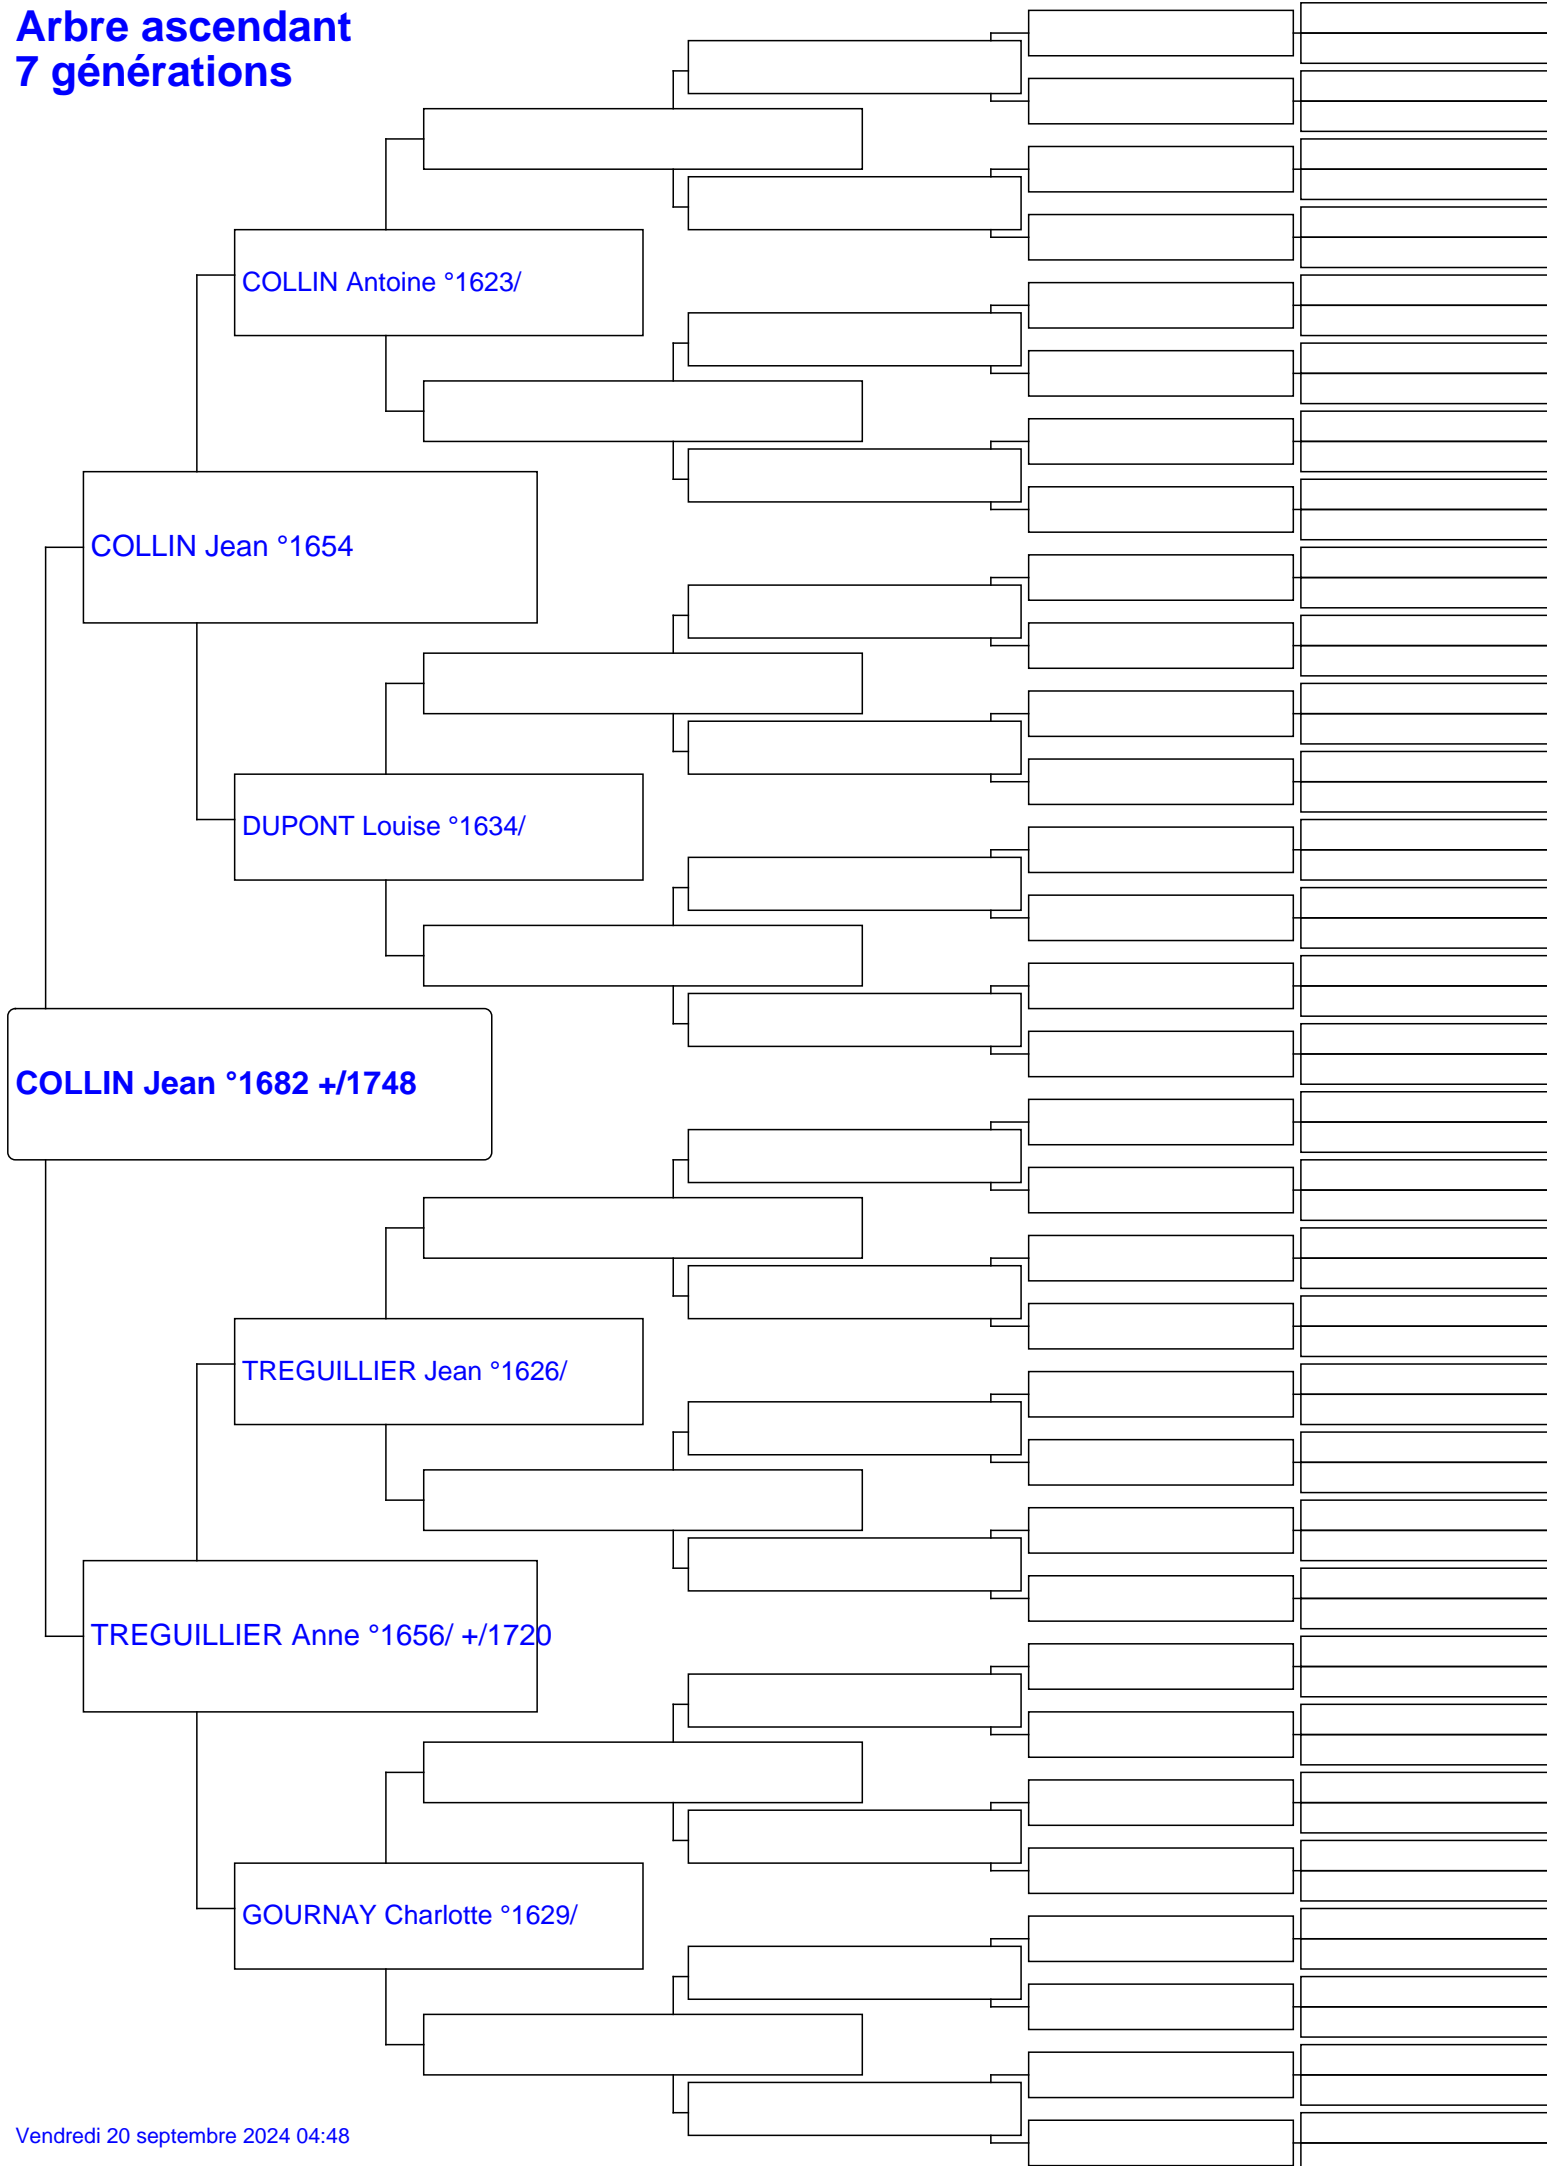 Arbre ascendant
7 générations
COLLIN Antoine °1623/
COLLIN Jean °1654
DUPONT Louise °1634/
COLLIN Jean °1682 +/1748
TREGUILLIER Jean °1626/
TREGUILLIER Anne °1656/ +/1720
GOURNAY Charlotte °1629/
Vendredi 20 septembre 2024 04:48